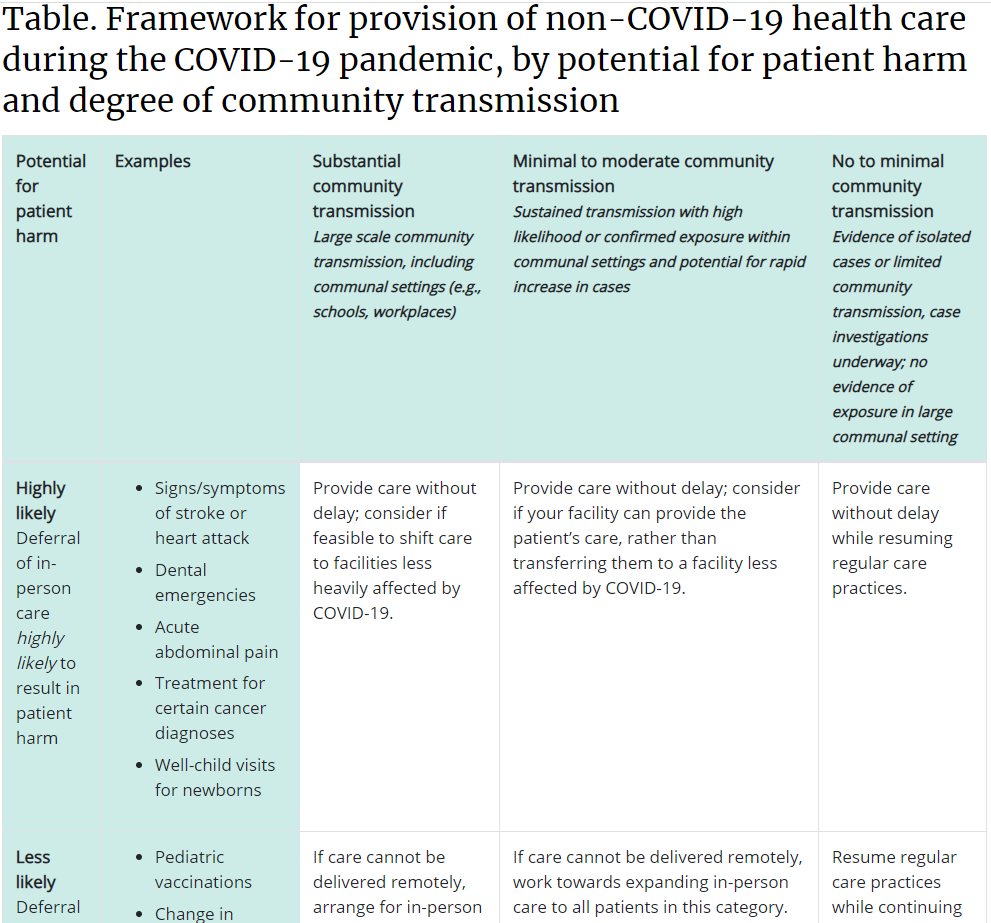 Table. Framework for provision of non-COVID-19 health care
during the COVID-19 pandemic, by potential for patient harm
and degree of community transmission
Potential
for
patient
harm
Examples
Substantial
community
transmission
Large scale community
transmission, including
communal settings (e.g.,
schools, workplaces)
Minimal to moderate community
transmission
Sustained transmission with high
likelihood or confirmed exposure within
communal settings and potential for rapid
increase in cases
No to minimal
community
transmission
Evidence of isolated
cases or limited
community
transmission, case
investigations
underway; no
evidence of
exposure in large
communal setting
Highly
likely
Deferral
of in-
person
care
highly
likely to
result in
patient
harm
• Signs/symptoms
of stroke or
heart attack
• Dental
emergencies
• Acute
abdominal pain
• Treatment for
certain cancer
diagnoses
• Well-child visits
for newborns
Provide care without
delay; consider if
feasible to shift care
to facilities less
heavily affected by
COVID-19.
Provide care without delay; consider
if your facility can provide the
patient’s care, rather than
transferring them to a facility less
affected by COVID-19.
Provide care
without delay
while resuming
regular care
practices.
Less
likely
Deferral
• Pediatric
vaccinations
• Change in
If care cannot be
delivered remotely,
arrange for in-person
If care cannot be delivered remotely,
work towards expanding in-person
care to all patients in this category.
Resume regular
care practices
while continuing